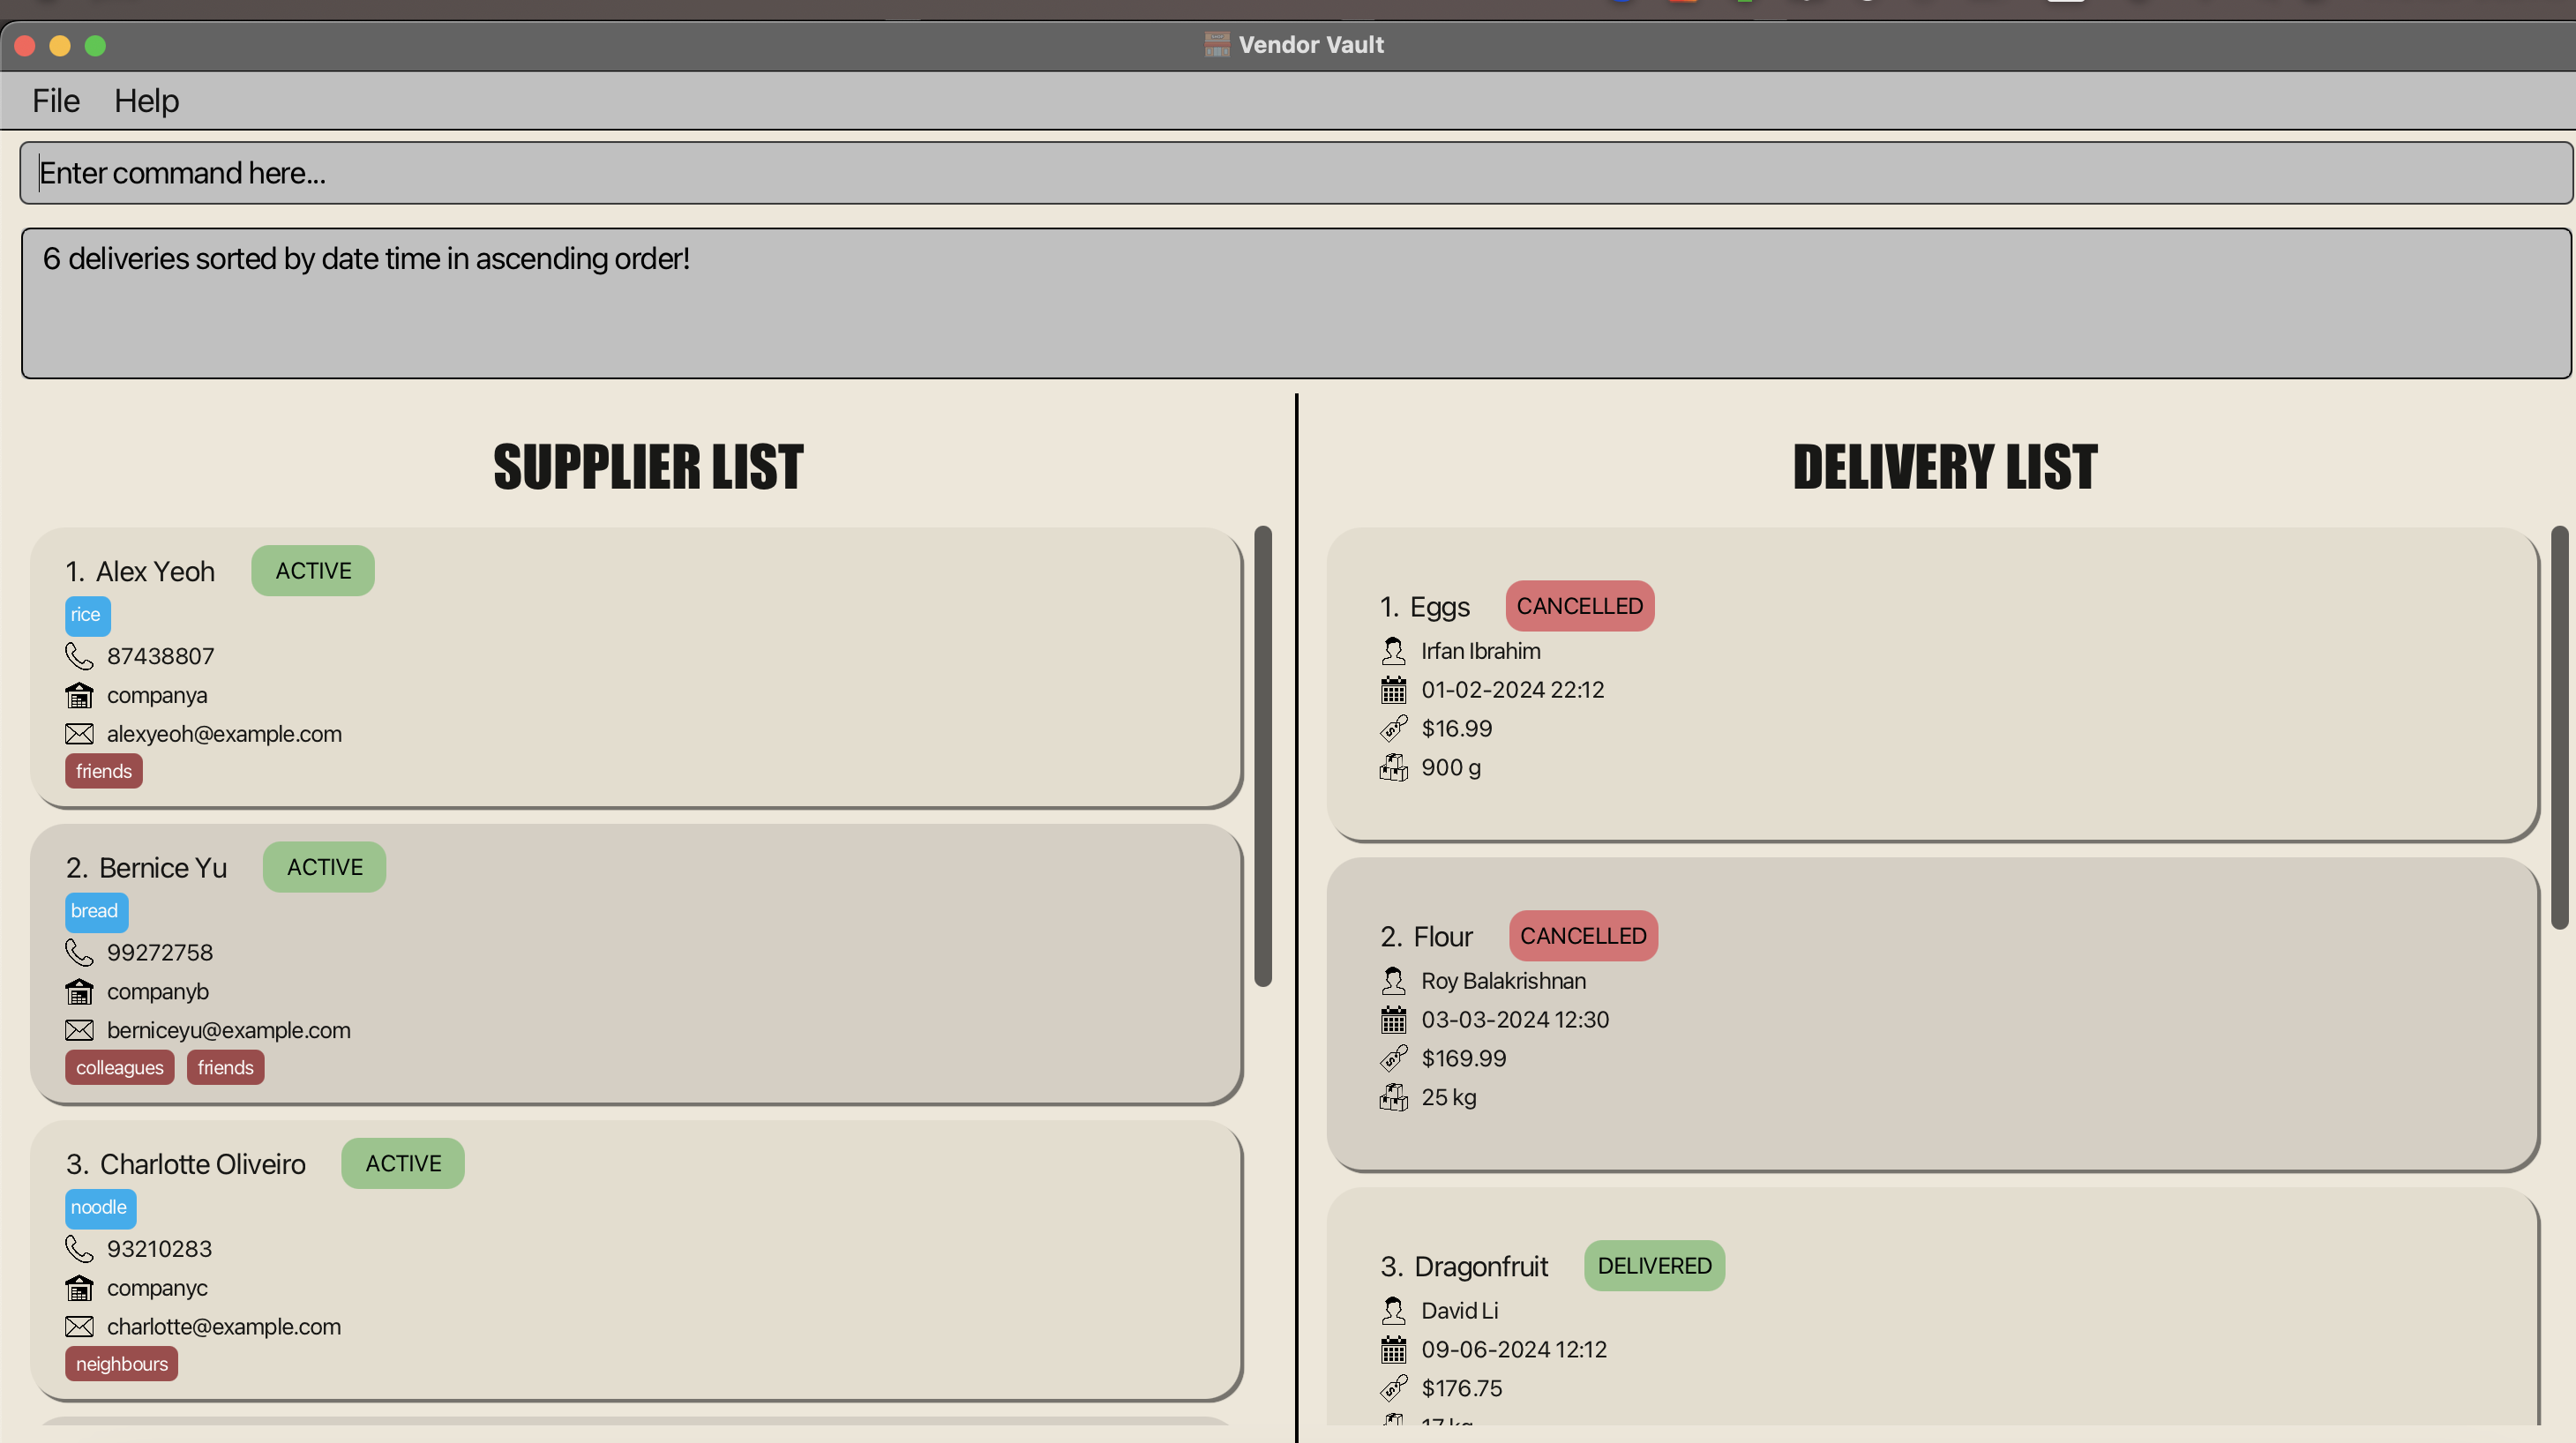 Vendor Vault
File Help
Enter command here...
6 deliveries sorted by date time in ascending order!
SUPPLIER LIST
1. Alex Yeoh ACTIVE
rice
87438807
companya
alexyeoh@example.com
friends
2. Bernice Yu ACTIVE
bread
99272758
companyb
berniceyu@example.com
colleagues friends
3. Charlotte Oliveiro ACTIVE
noodle
93210283
companyc
charlotte@example.com
neighbours
DELIVERY LIST
1. Eggs CANCELLED
Irfan Ibrahim
01-02-2024 22:12
$16.99
900 g
2. Flour CANCELLED
Roy Balakrishnan
03-03-2024 12:30
$169.99
25 kg
3. Dragonfruit DELIVERED
David Li
09-06-2024 12:12
$176.75
17 kg